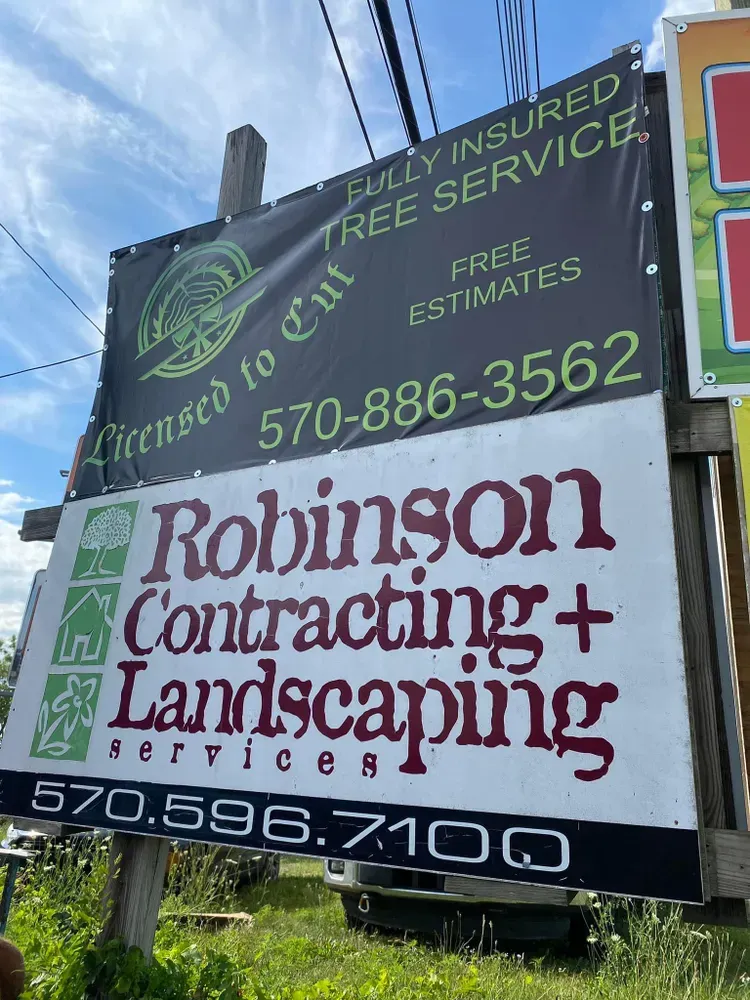 FULLY INSURED
TREE SERVICE
FREE
ESTIMATES
Licensed to Cut
570-886-3562
Robinson
Contracting +
Landscaping
services
570.596.7100